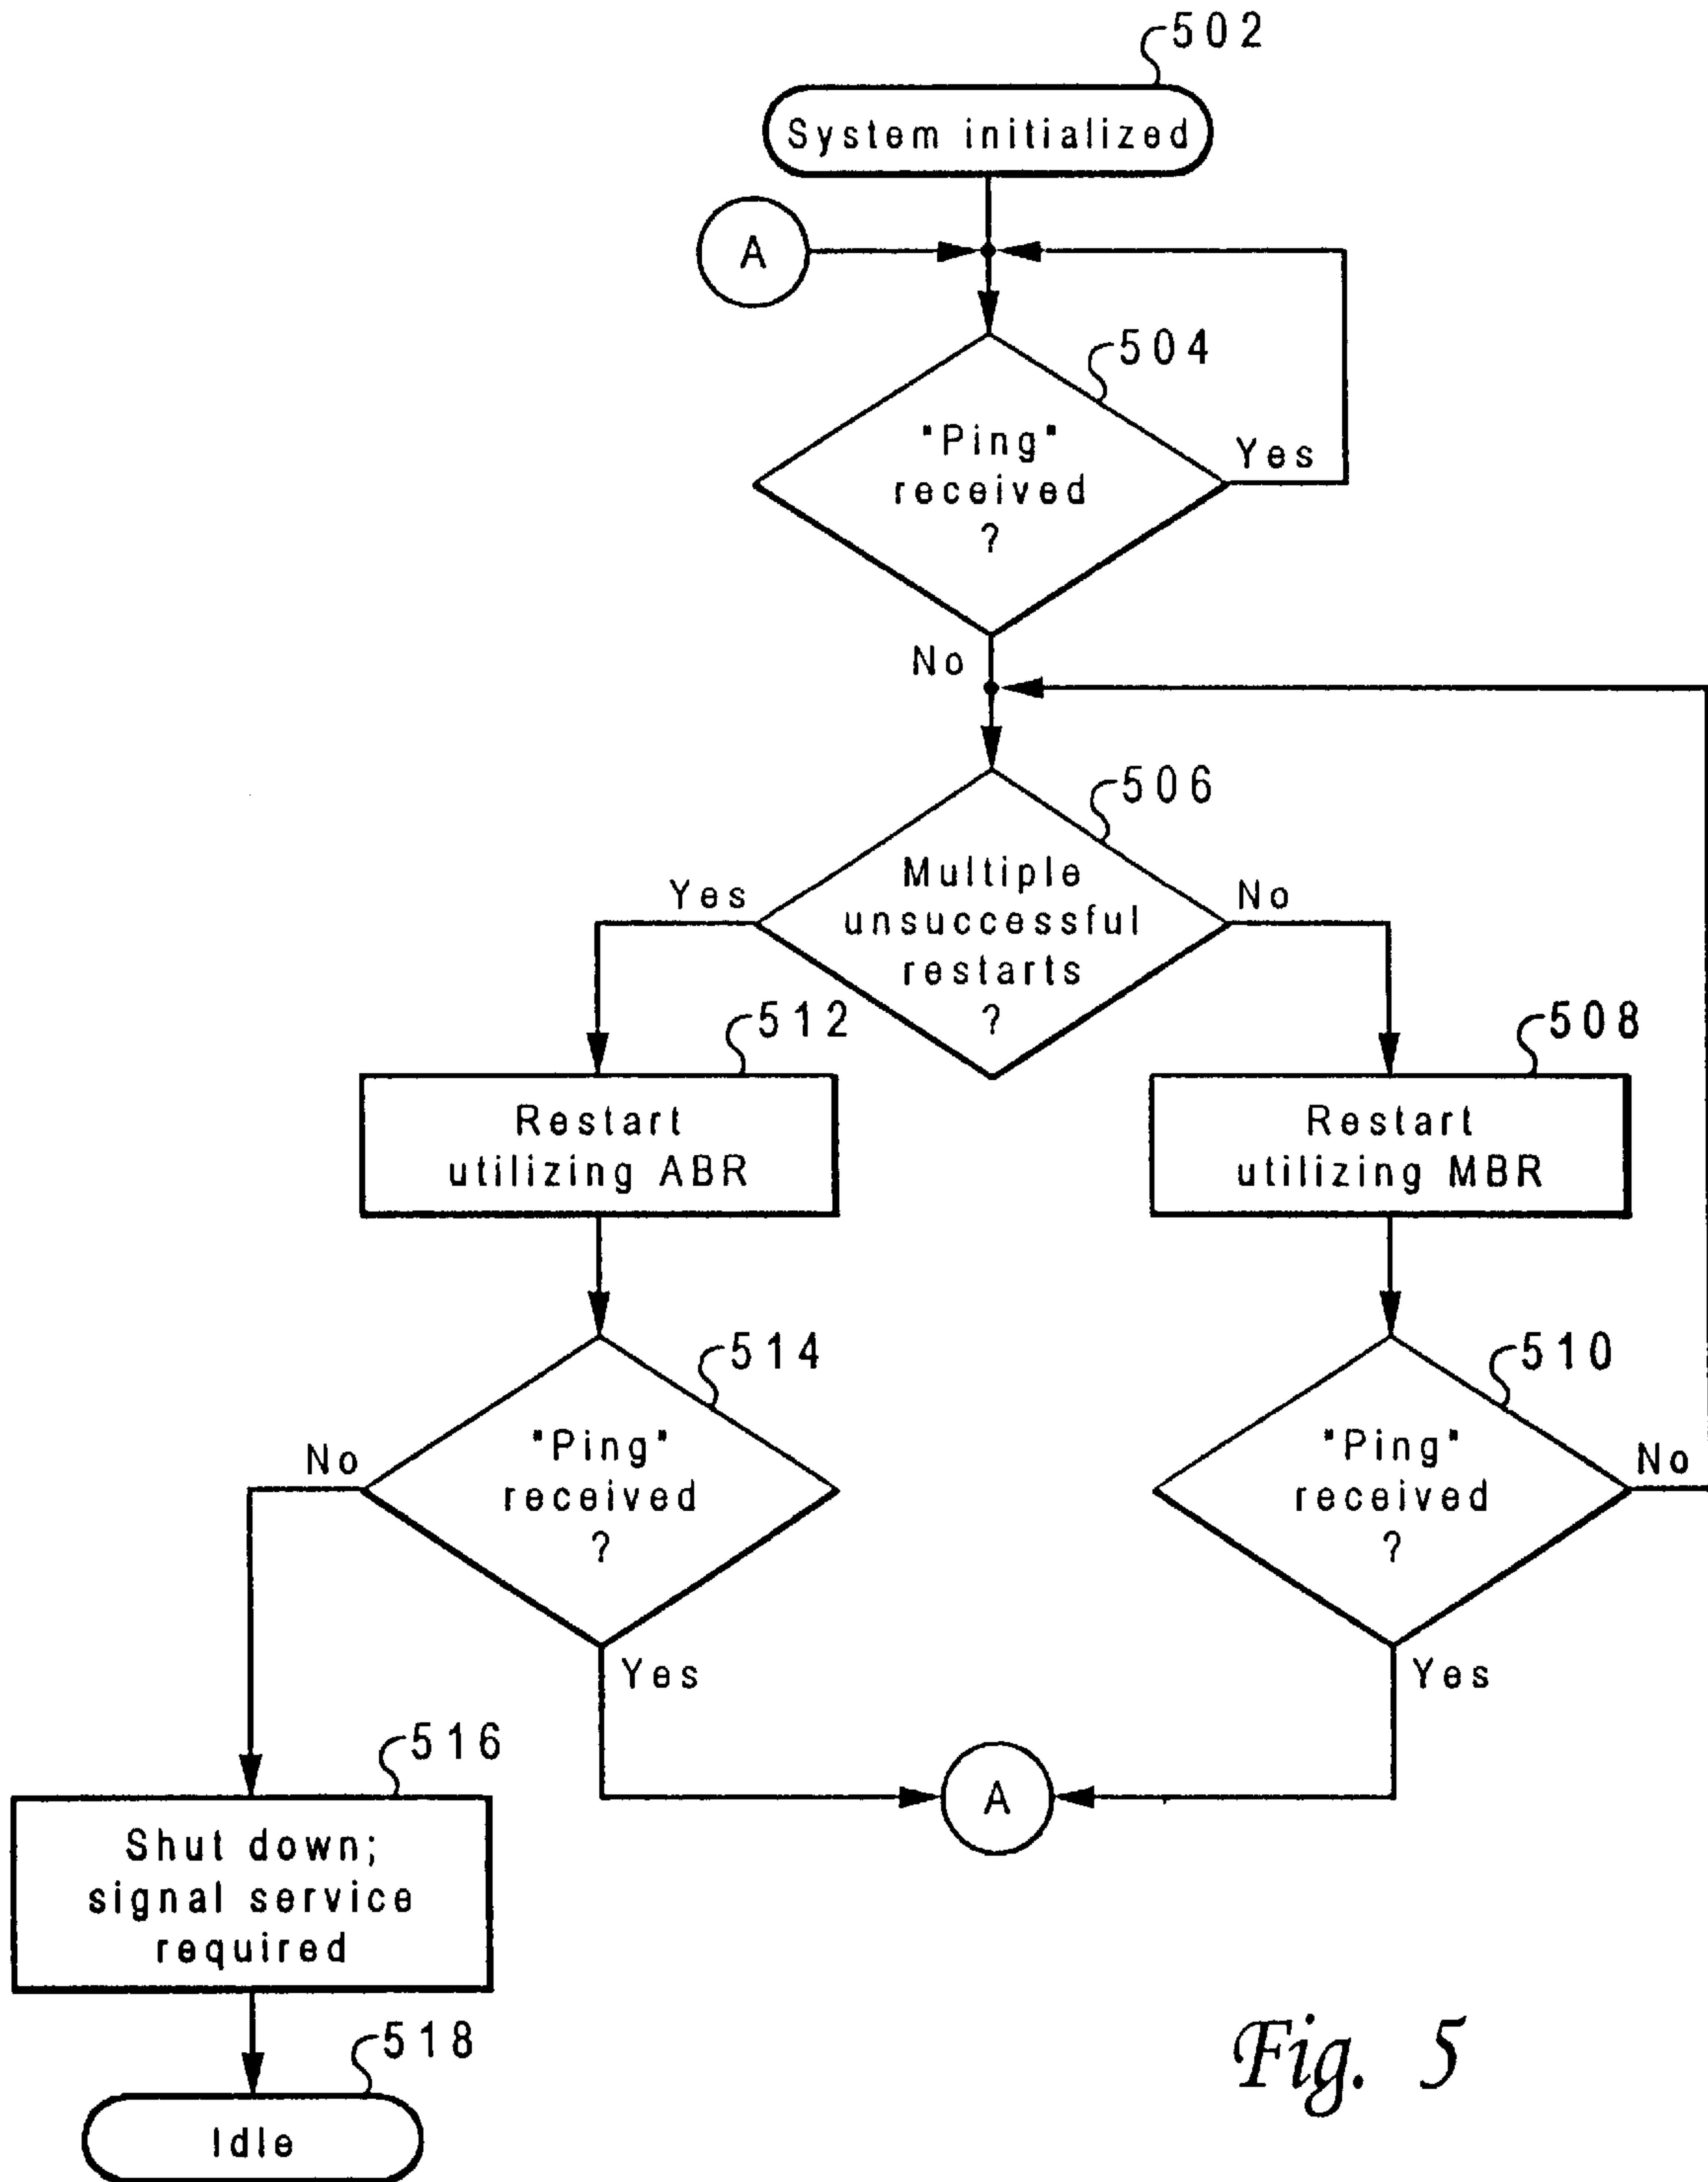 502
System initialized
A
504
"Ping"
received
?
Yes
No
506
Multiple
unsuccessful
restarts
?
Yes
No
512
508
Restart
utilizing ABR
Restart
utilizing MBR
514
510
"Ping"
received
?
No
Yes
"Ping"
received
?
No
Yes
A
516
Shut down;
signal service
required
518
Idle
Fig. 5